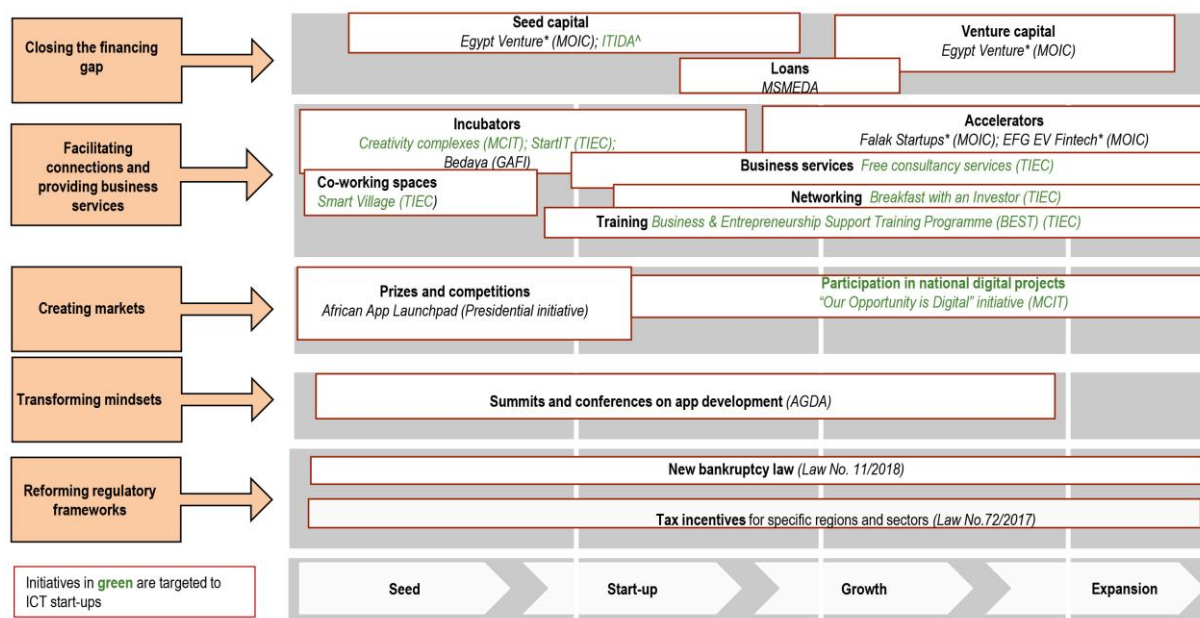 Closing the financing
gap
Seed capital
Egypt Venture* (MOIC); ITIDA^
Venture capital
Egypt Venture* (MOIC)
Loans
MSMEDA
Facilitating
connections and
providing business
services
Incubators
Creativity complexes (MCIT); StartIT (TIEC);
Bedaya (GAFI)
Accelerators
Falak Startups* (MOIC); EFG EV Fintech* (MOIC)
Business services Free consultancy services (TIEC)
Co-working spaces
Smart Village (TIEC)
Networking Breakfast with an Investor (TIEC)
Training Business & Entrepreneurship Support Training Programme (BEST) (TIEC)
Creating markets
Prizes and competitions
African App Launchpad (Presidential initiative)
Participation in national digital projects
“Our Opportunity is Digital” initiative (MCIT)
Transforming mindsets
Summits and conferences on app development (AGDA)
Reforming regulatory
frameworks
New bankruptcy law (Law No. 11/2018)
Tax incentives for specific regions and sectors (Law No.72/2017)
Initiatives in green are targeted to
ICT start-ups
Seed
Start-up
Growth
Expansion